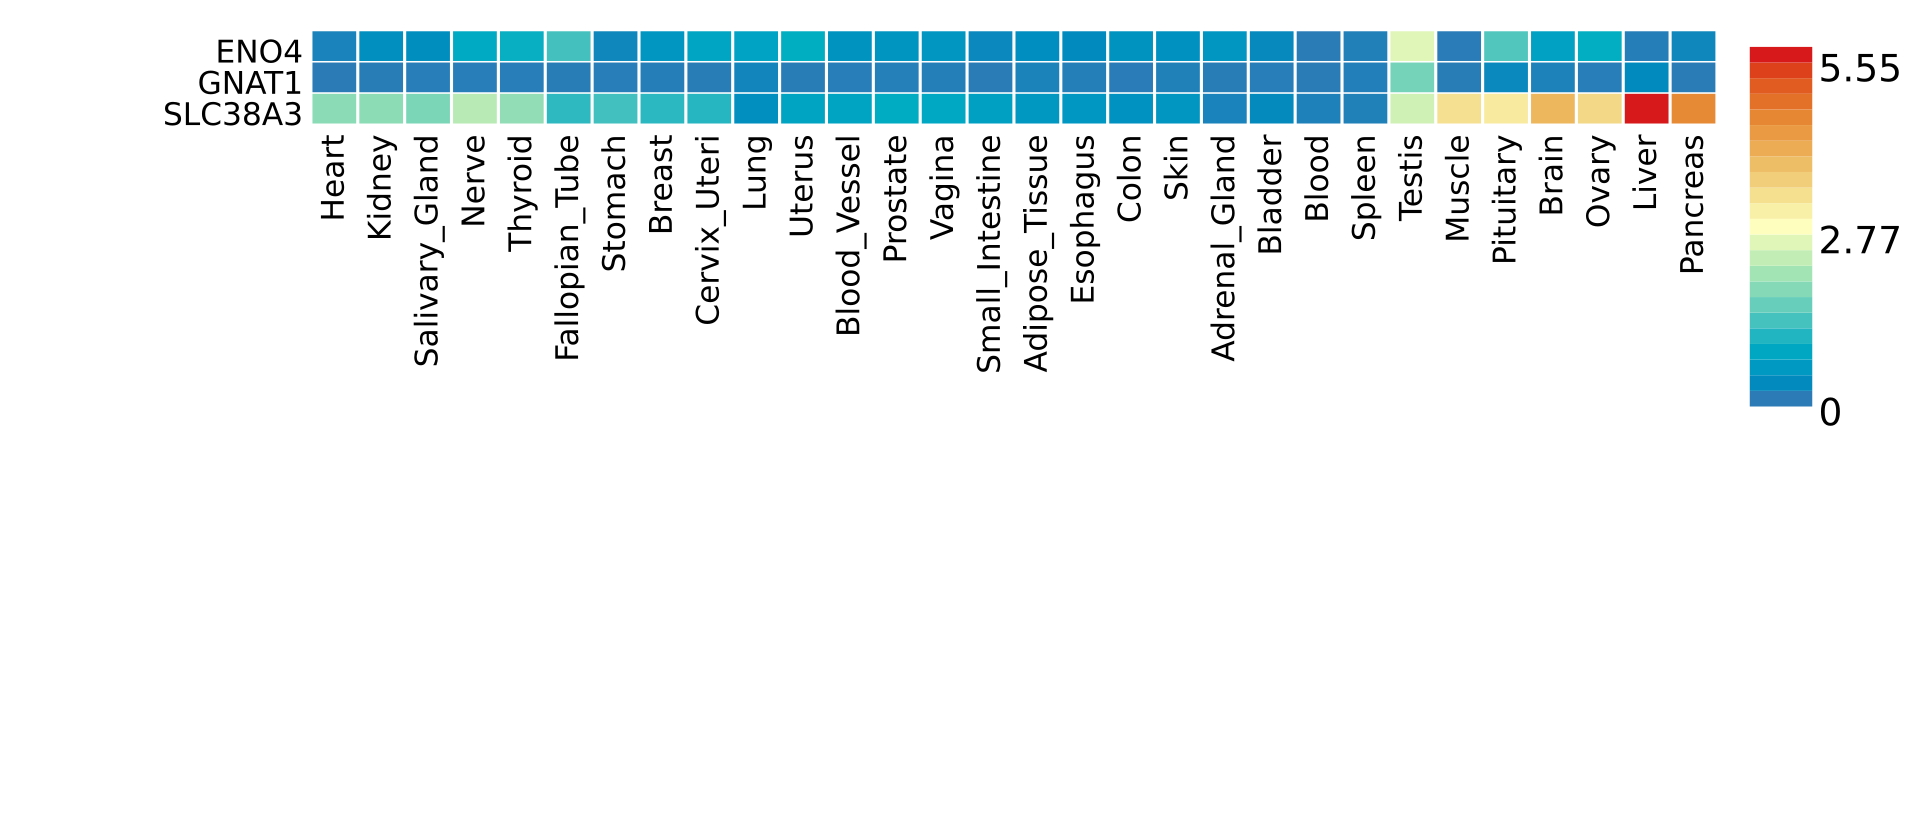 ENO4
GNAT1
SLC38A3
Heart
Kidney
Salivary_Gland
Nerve
Thyroid
Fallopian_Tube
Stomach
Breast
Cervix_Uteri
Lung
Uterus
Blood_Vessel
Prostate
Vagina
Small_Intestine
Adipose_Tissue
Esophagus
Colon
Skin
Adrenal_Gland
Bladder
Blood
Spleen
Testis
Muscle
Pituitary
Brain
Ovary
Liver
Pancreas
5.55
2.77
0